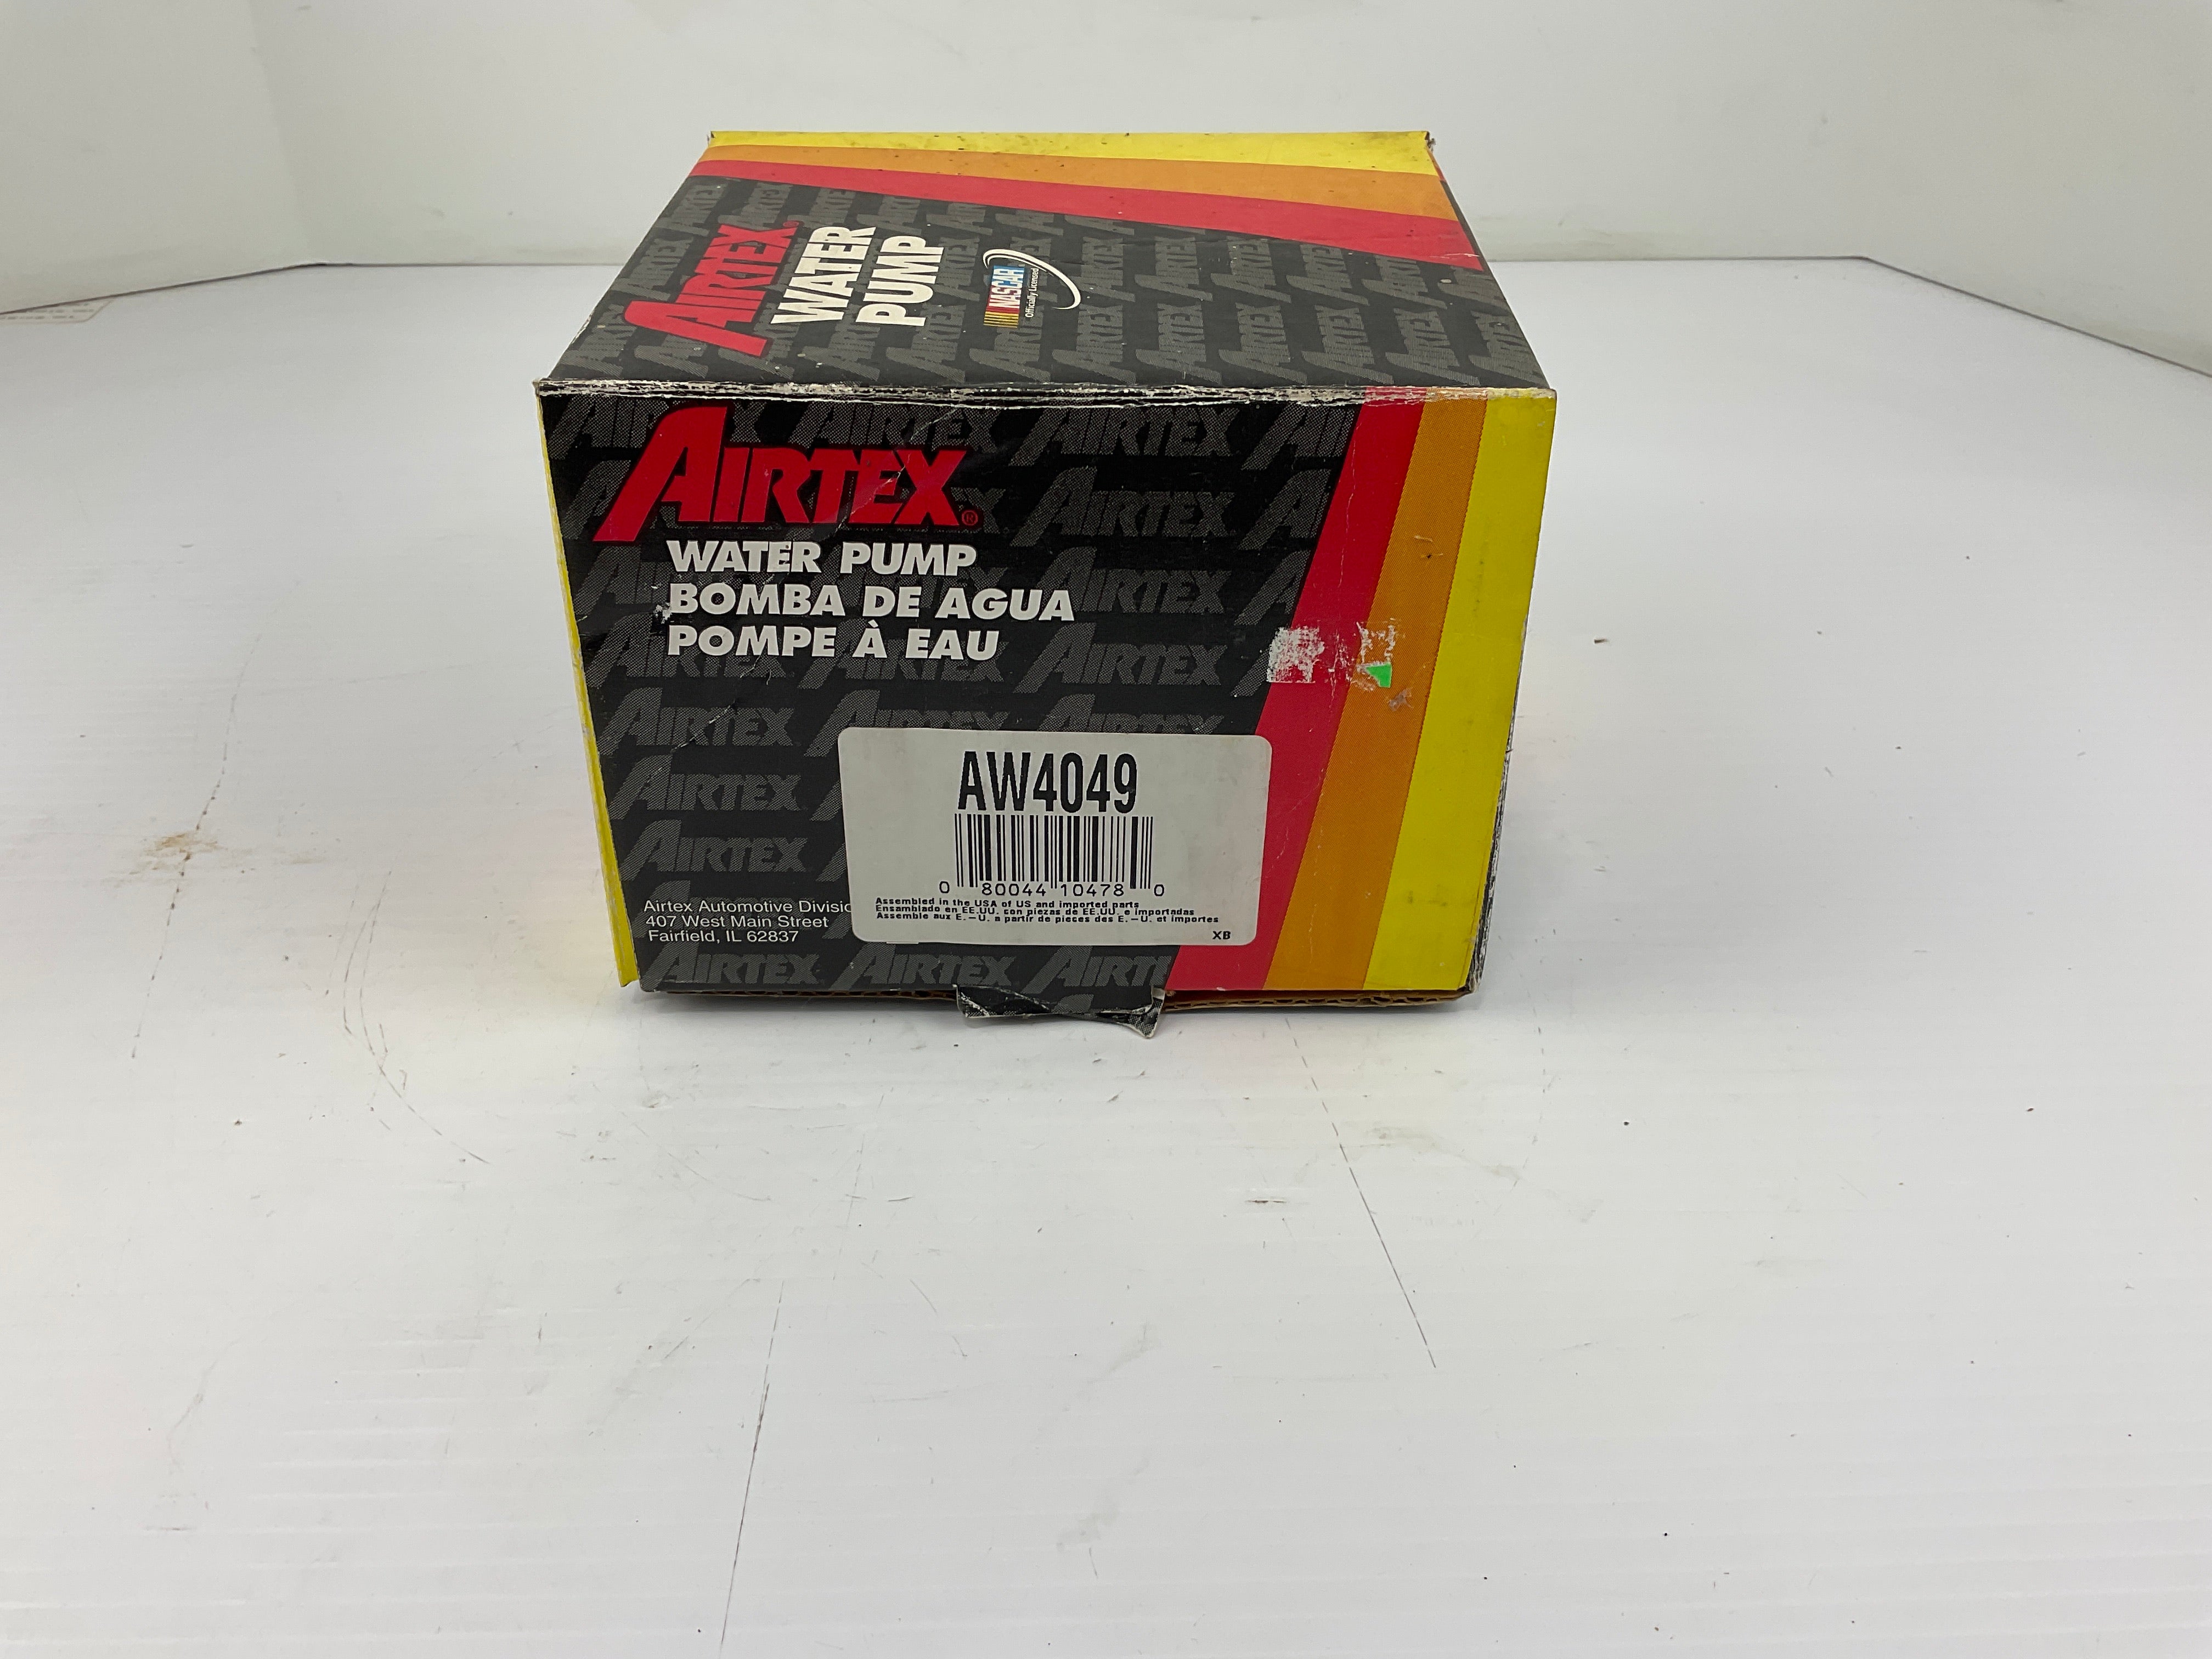 AIRTEX
WATER
PUMP
NASCAR
Officially Licensed
AIRTEX®
WATER PUMP
BOMBA DE AGUA
POMPE À EAU
AW4049
0 80044 10478 0
Assembled in the USA of US and imported parts
Ensamblado en EE.UU. con piezas de EE.UU. e importadas
Assemble aux E.-U. a partir de pieces des E.-U. et importes
XB
Airtex Automotive Divisio
407 West Main Street
Fairfield, IL 62837